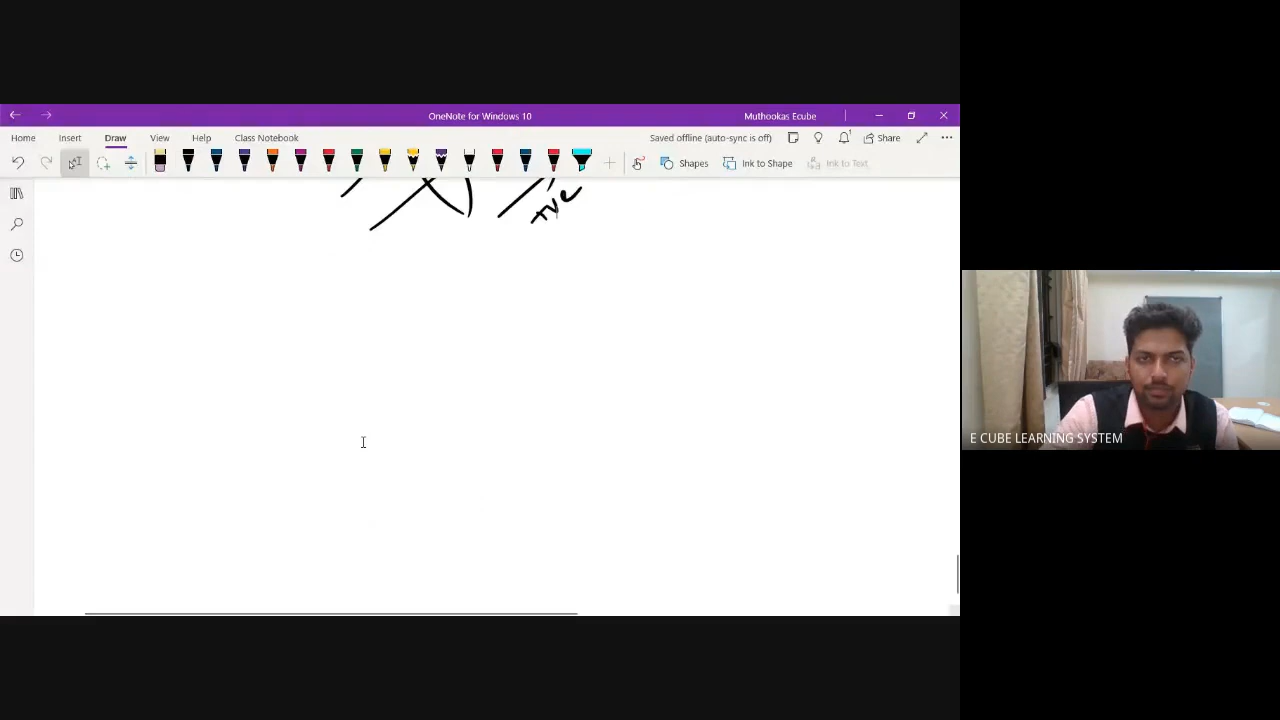 OneNote for Windows 10
Muthookas Ecube
Home Insert Draw View Help Class Notebook
Saved offline (auto-sync is off)
Share
Shapes
Ink to Shape
Ink to Text
+ve
E CUBE LEARNING SYSTEM